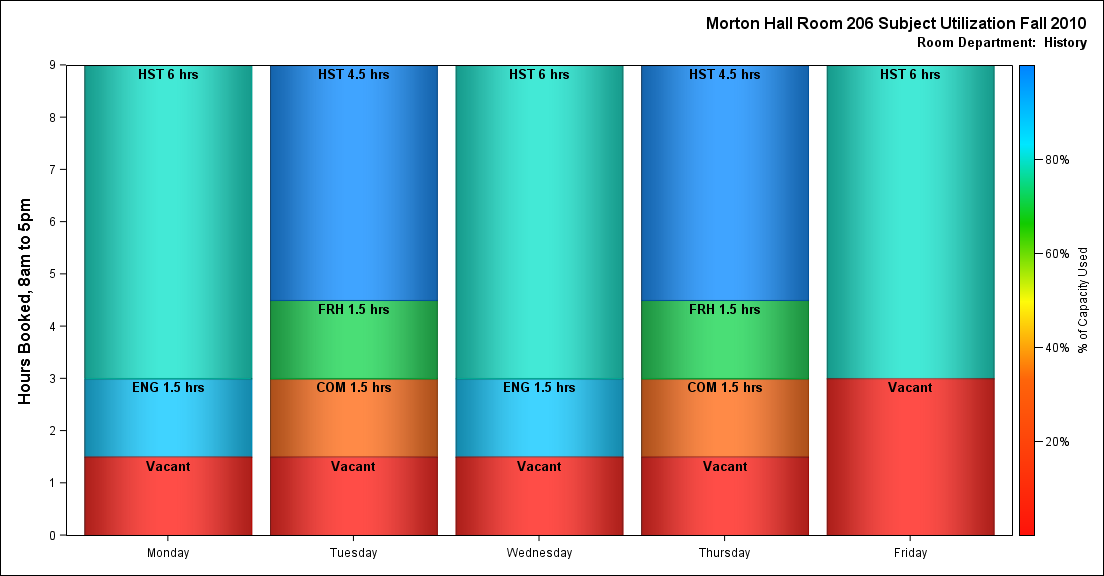 Morton Hall Room 206 Subject Utilization Fall 2010
Room Department:  History
Hours Booked, 8am to 5pm
9
8
7
6
5
4
3
2
1
0
HST 6 hrs
ENG 1.5 hrs
Vacant
HST 4.5 hrs
FRH 1.5 hrs
COM 1.5 hrs
Vacant
HST 6 hrs
ENG 1.5 hrs
Vacant
HST 4.5 hrs
FRH 1.5 hrs
COM 1.5 hrs
Vacant
HST 6 hrs
Vacant
Monday
Tuesday
Wednesday
Thursday
Friday
80%
60%
40%
20%
% of Capacity Used